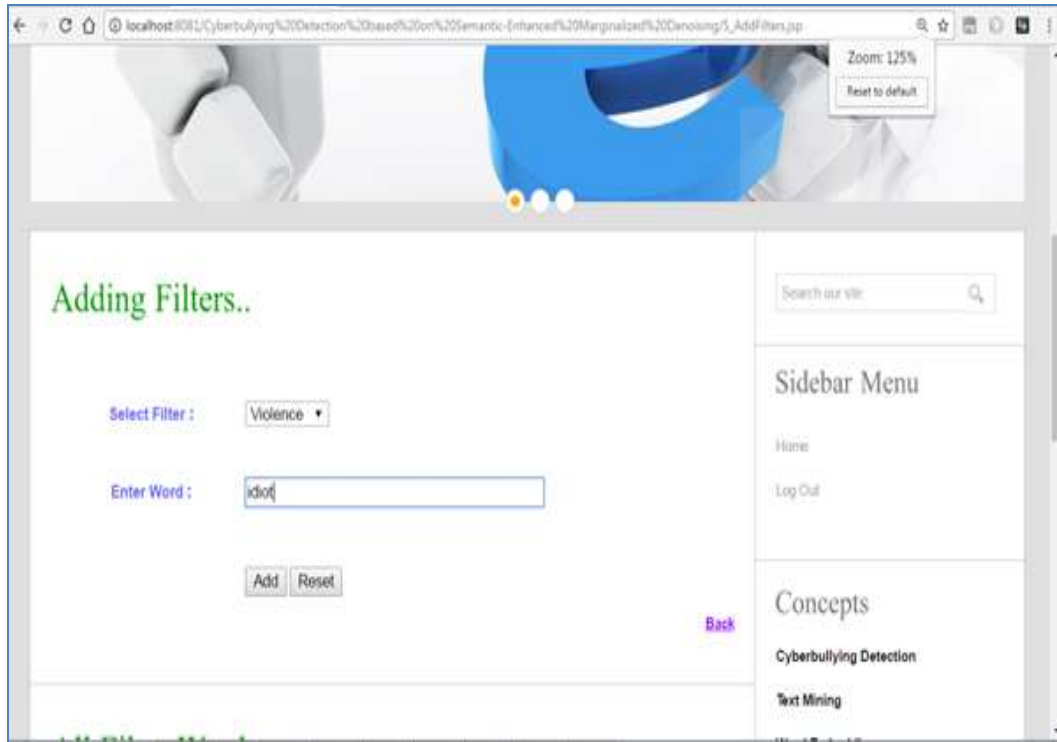 localhost:8081/Cyberbullying%20Detection%20based%20on%20Semantic-Enhanced%20Marginalized%20Denoising/5_AddFilters.jsp
Zoom: 125%
Reset to default
Adding Filters..
Search our site
Select Filter :
Violence
Enter Word :
idiot
Add
Reset
Back
Sidebar Menu
Home
Log Out
Concepts
Cyberbullying Detection
Text Mining